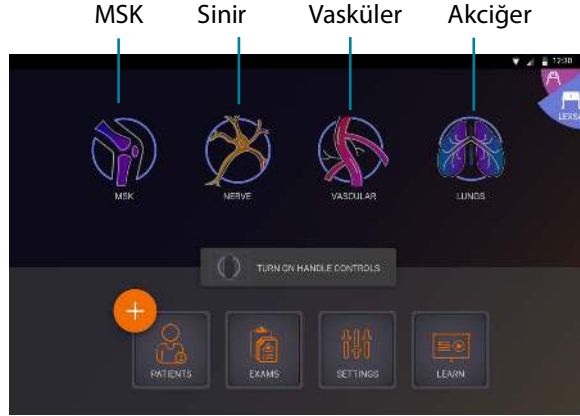 MSK Sinir Vasküler Akciğer
12:30
LEXSA
MSK NERVE VASCULAR LUNGS
TURN ON HANDLE CONTROLS
PATIENTS EXAMS SETTINGS LEARN